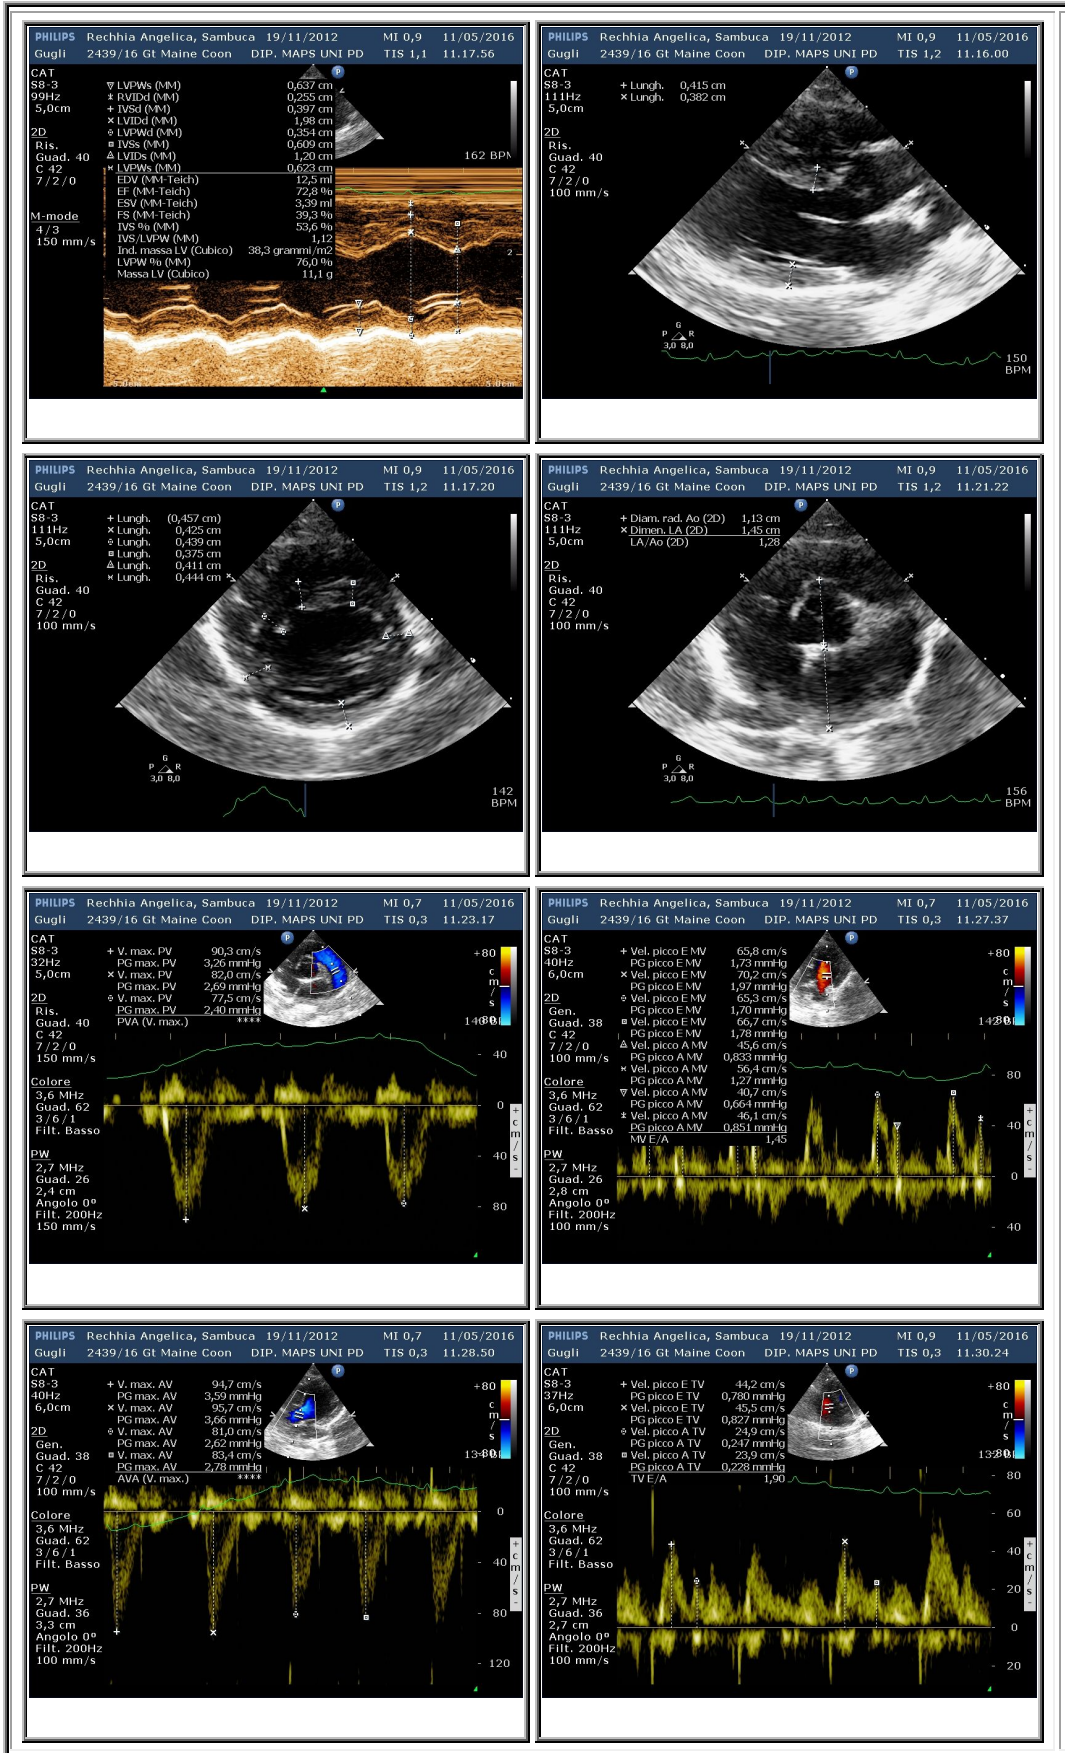 PHILIPS Rechhia Angelica, Sambuca 19/11/2012 MI 0,9 11/05/2016
Gugli 2439/16 Gt Maine Coon DIP. MAPS UNI PD TIS 1,1 11.17.56
CAT
S8-3
99Hz
5,0cm
2D
Ris.
Guad. 40
C 42
7/2/0
M-mode
4/3
150 mm/s
LVPWs (MM) 0,637 cm
RVIDd (MM) 0,255 cm
IVSd (MM) 0,397 cm
LVIDd (MM) 1,98 cm
LVPWd (MM) 0,354 cm
IVSs (MM) 0,609 cm
LVIDs (MM) 1,20 cm
LVPWs (MM) 0,623 cm
EDV (MM-Teich) 12,5 ml
EF (MM-Teich) 72,8 %
ESV (MM-Teich) 3,39 ml
FS (MM-Teich) 39,3 %
IVS % (MM) 53,6 %
IVS/LVPW (MM) 1,12
Ind. massa LV (Cubico) 38,3 grammi/m2
LVPW % (MM) 76,0 %
Massa LV (Cubico) 11,1 g
162 BPM
2
5.0cm
PHILIPS Rechhia Angelica, Sambuca 19/11/2012 MI 0,9 11/05/2016
Gugli 2439/16 Gt Maine Coon DIP. MAPS UNI PD TIS 1,2 11.16.00
CAT
S8-3
111Hz
5,0cm
2D
Ris.
Guad. 40
C 42
7/2/0
100 mm/s
+ Lungh. 0,415 cm
× Lungh. 0,382 cm
P
G
P R
3,0 8,0
150
BPM
PHILIPS Rechhia Angelica, Sambuca 19/11/2012 MI 0,9 11/05/2016
Gugli 2439/16 Gt Maine Coon DIP. MAPS UNI PD TIS 1,2 11.17.20
CAT
S8-3
111Hz
5,0cm
2D
Ris.
Guad. 40
C 42
7/2/0
100 mm/s
+ Lungh. (0,457 cm)
× Lungh. 0,425 cm
Lungh. 0,439 cm
Lungh. 0,375 cm
Lungh. 0,411 cm
Lungh. 0,444 cm
P
G
P R
3,0 8,0
142
BPM
PHILIPS Rechhia Angelica, Sambuca 19/11/2012 MI 0,9 11/05/2016
Gugli 2439/16 Gt Maine Coon DIP. MAPS UNI PD TIS 1,2 11.21.22
CAT
S8-3
111Hz
5,0cm
2D
Ris.
Guad. 40
C 42
7/2/0
100 mm/s
+ Diam. rad. Ao (2D) 1,13 cm
× Dimen. LA (2D) 1,45 cm
LA/Ao (2D) 1,28
P
G
P R
3,0 8,0
156
BPM
PHILIPS Rechhia Angelica, Sambuca 19/11/2012 MI 0,7 11/05/2016
Gugli 2439/16 Gt Maine Coon DIP. MAPS UNI PD TIS 0,3 11.23.17
CAT
S8-3
32Hz
5,0cm
2D
Ris.
Guad. 40
C 42
7/2/0
150 mm/s
Colore
3,6 MHz
Guad. 62
3/6/1
Filt. Basso
PW
2,7 MHz
Guad. 26
2,4 cm
Angolo 0°
Filt. 200Hz
150 mm/s
+ V. max. PV 90,3 cm/s
PG max. PV 3,26 mmHg
× V. max. PV 82,0 cm/s
PG max. PV 2,69 mmHg
V. max. PV 77,5 cm/s
PG max. PV 2,40 mmHg
PVA (V. max.) ****
P
+80
cm/s
40
0
40
80
+
cm/s
-
PHILIPS Rechhia Angelica, Sambuca 19/11/2012 MI 0,7 11/05/2016
Gugli 2439/16 Gt Maine Coon DIP. MAPS UNI PD TIS 0,3 11.27.37
CAT
S8-3
40Hz
6,0cm
2D
Gen.
Guad. 38
C 42
7/2/0
100 mm/s
Colore
3,6 MHz
Guad. 62
3/6/1
Filt. Basso
PW
2,7 MHz
Guad. 26
2,8 cm
Angolo 0°
Filt. 200Hz
100 mm/s
+ Vel. picco E MV 65,8 cm/s
PG picco E MV 1,73 mmHg
× Vel. picco E MV 70,2 cm/s
PG picco E MV 1,97 mmHg
Vel. picco E MV 65,3 cm/s
PG picco E MV 1,70 mmHg
Vel. picco E MV 66,7 cm/s
PG picco E MV 1,78 mmHg
Vel. picco A MV 45,6 cm/s
PG picco A MV 0,833 mmHg
Vel. picco A MV 56,4 cm/s
PG picco A MV 1,27 mmHg
Vel. picco A MV 40,7 cm/s
PG picco A MV 0,664 mmHg
Vel. picco A MV 46,1 cm/s
PG picco A MV 0,851 mmHg
MV E/A 1,45
P
+80
cm/s
80
40
0
40
+
cm/s
-
PHILIPS Rechhia Angelica, Sambuca 19/11/2012 MI 0,7 11/05/2016
Gugli 2439/16 Gt Maine Coon DIP. MAPS UNI PD TIS 0,3 11.28.50
CAT
S8-3
40Hz
6,0cm
2D
Gen.
Guad. 38
C 42
7/2/0
100 mm/s
Colore
3,6 MHz
Guad. 62
3/6/1
Filt. Basso
PW
2,7 MHz
Guad. 36
3,3 cm
Angolo 0°
Filt. 200Hz
100 mm/s
+ V. max. AV 94,7 cm/s
PG max. AV 3,59 mmHg
× V. max. AV 95,7 cm/s
PG max. AV 3,66 mmHg
V. max. AV 81,0 cm/s
PG max. AV 2,62 mmHg
V. max. AV 83,4 cm/s
PG max. AV 2,78 mmHg
AVA (V. max.) ****
P
+80
cm/s
0
40
80
120
+
cm/s
-
PHILIPS Rechhia Angelica, Sambuca 19/11/2012 MI 0,9 11/05/2016
Gugli 2439/16 Gt Maine Coon DIP. MAPS UNI PD TIS 0,3 11.30.24
CAT
S8-3
37Hz
6,0cm
2D
Gen.
Guad. 38
C 42
7/2/0
100 mm/s
Colore
3,6 MHz
Guad. 62
3/6/1
Filt. Basso
PW
2,7 MHz
Guad. 36
2,7 cm
Angolo 0°
Filt. 200Hz
100 mm/s
+ Vel. picco E TV 44,2 cm/s
PG picco E TV 0,780 mmHg
× Vel. picco E TV 45,5 cm/s
PG picco E TV 0,827 mmHg
Vel. picco A TV 24,9 cm/s
PG picco A TV 0,247 mmHg
Vel. picco A TV 23,9 cm/s
PG picco A TV 0,228 mmHg
TV E/A 1,90
P
+80
cm/s
80
60
40
20
0
20
+
cm/s
-